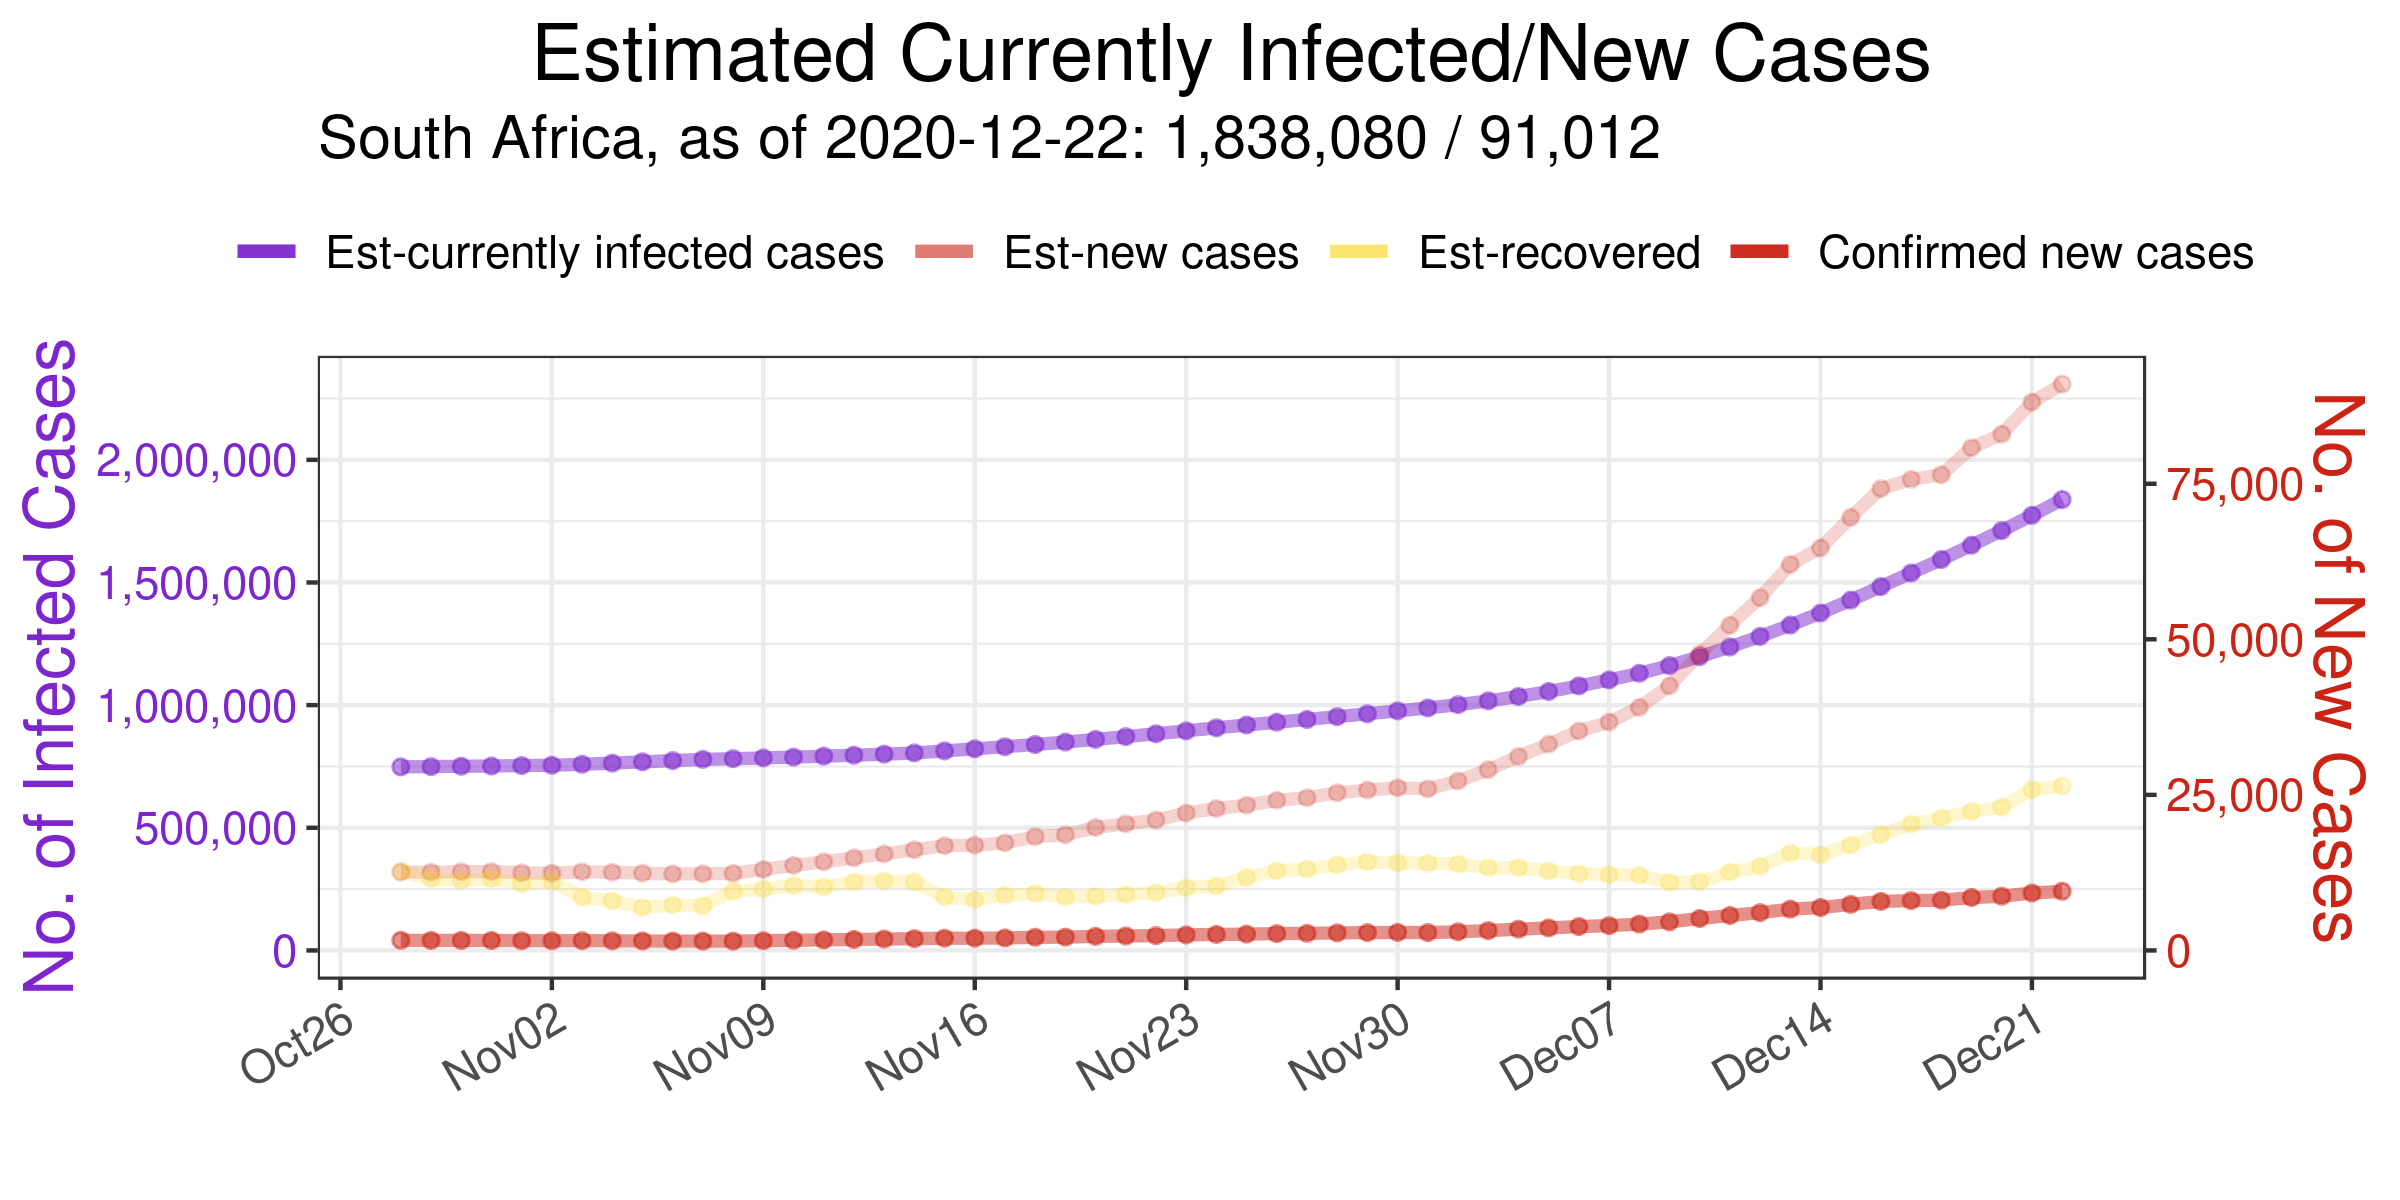 Estimated Currently Infected/New Cases
South Africa, as of 2020-12-22: 1,838,080 / 91,012
Est-currently infected cases Est-new cases Est-recovered Confirmed new cases
No. of Infected Cases
2,000,000
1,500,000
1,000,000
500,000
0
75,000
50,000
25,000
0
No. of New Cases
Oct26 Nov02 Nov09 Nov16 Nov23 Nov30 Dec07 Dec14 Dec21